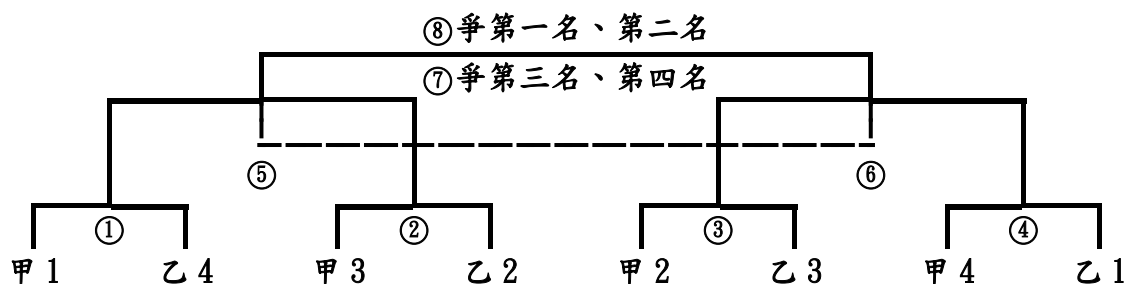 ⑧爭第一名、第二名
⑦爭第三名、第四名
⑤ ⑥
① ② ③ ④
甲1 乙4 甲3 乙2 甲2 乙3 甲4 乙1